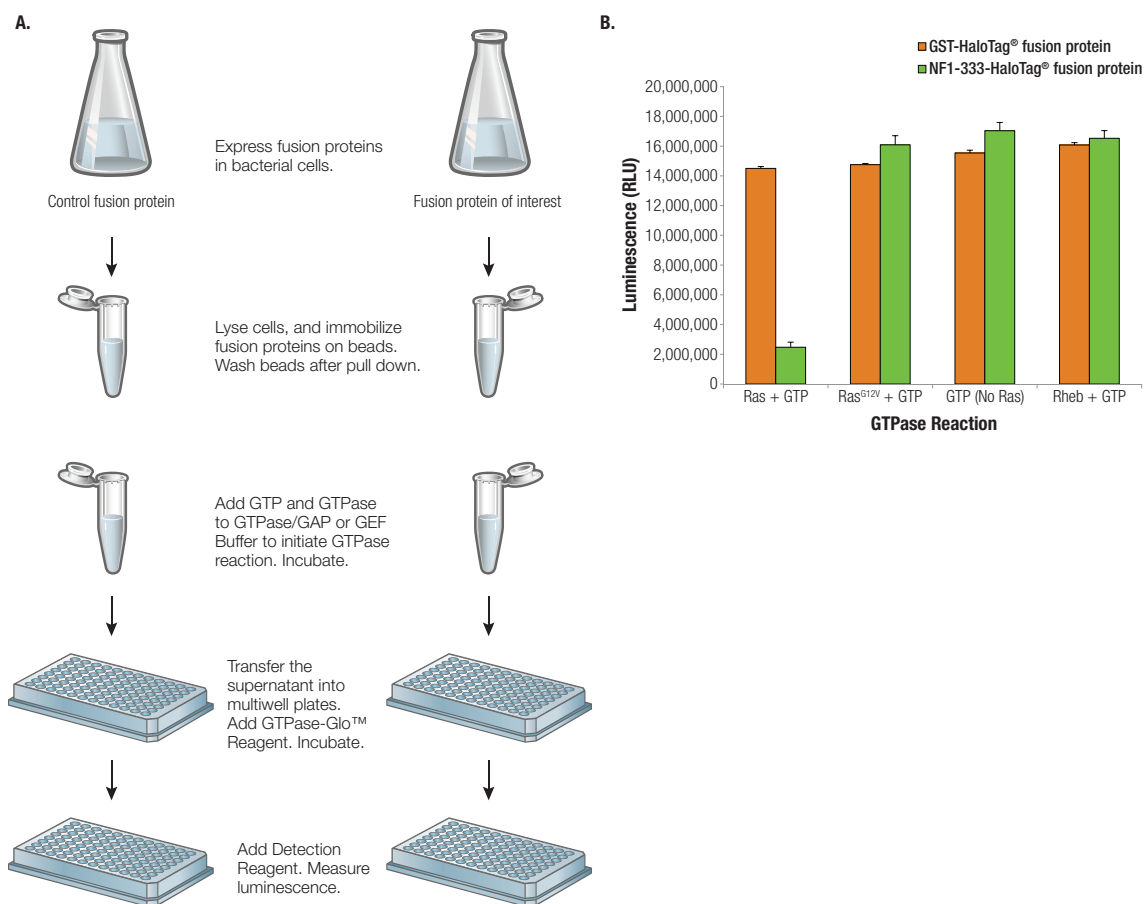 A.
Express fusion proteins
in bacterial cells.
Control fusion protein
Fusion protein of interest
Lyse cells, and immobilize
fusion proteins on beads.
Wash beads after pull down.
Add GTP and GTPase
to GTPase/GAP or GEF
Buffer to initiate GTPase
reaction. Incubate.
Transfer the
supernatant into
multiwell plates.
Add GTPase-Glo™
Reagent. Incubate.
Add Detection
Reagent. Measure
luminescence.
B.
GST-HaloTag® fusion protein
NF1-333-HaloTag® fusion protein
Luminescence (RLU)
20,000,000
18,000,000
16,000,000
14,000,000
12,000,000
10,000,000
8,000,000
6,000,000
4,000,000
2,000,000
0
Ras + GTP
Ras^G12V + GTP
GTP (No Ras)
Rheb + GTP
GTPase Reaction